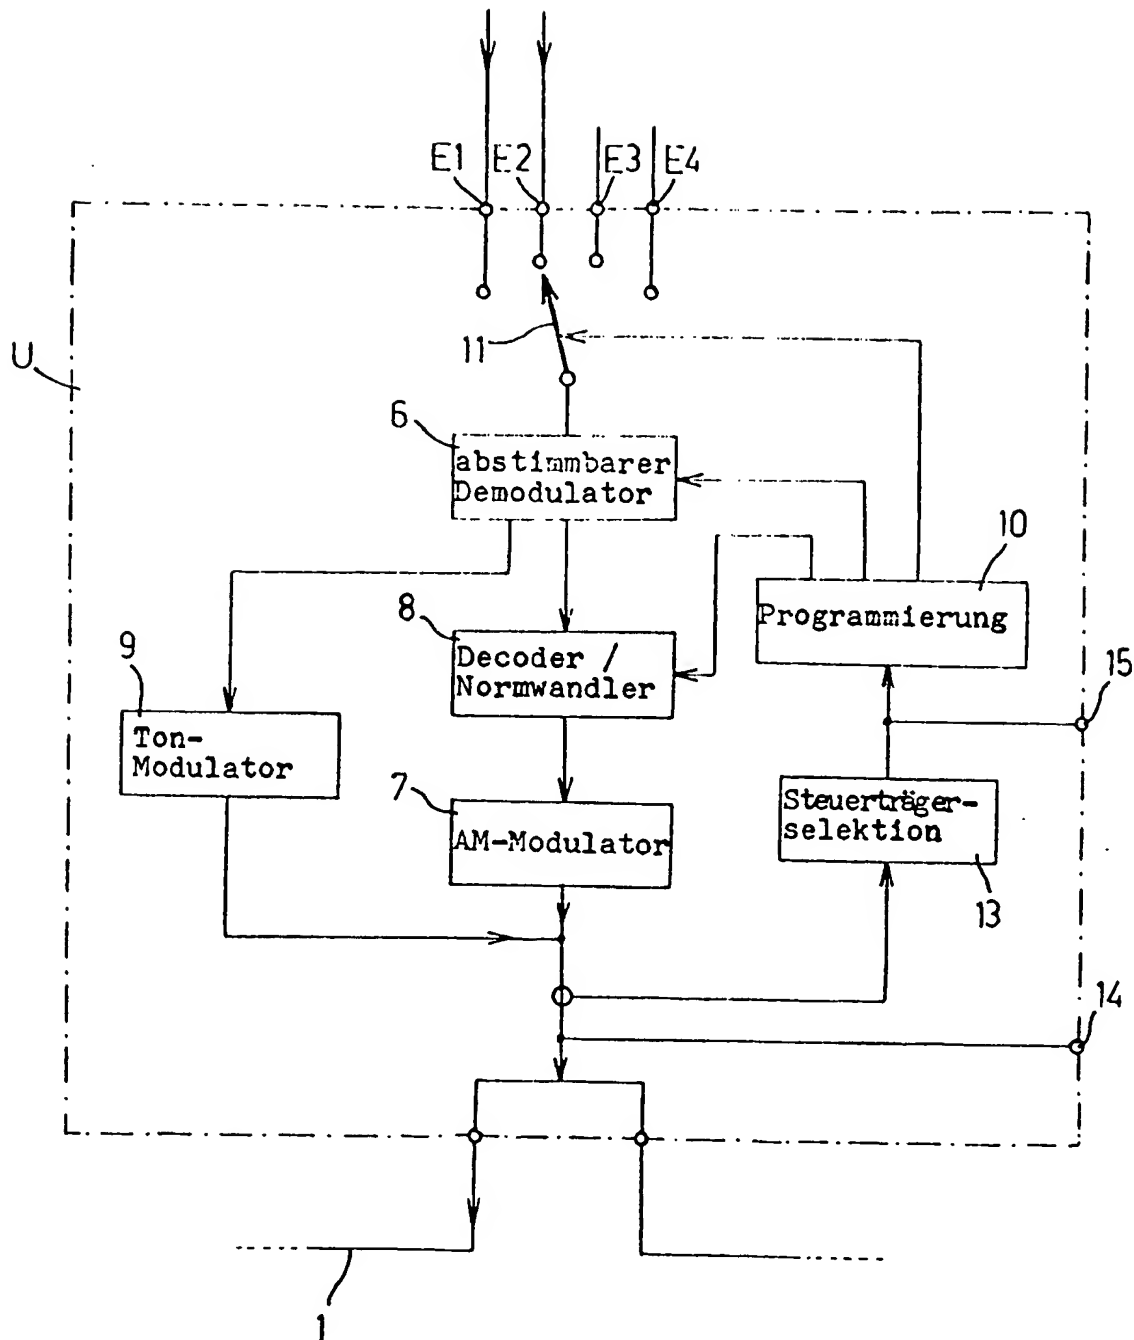 E1 E2 E3 E4
11
U
6
abstimmbarer
Demodulator
10
Programmierung
8
Decoder /
Normwandler
9
Ton-
Modulator
15
7
AM-Modulator
Steuerträger-
selektion
13
14
1